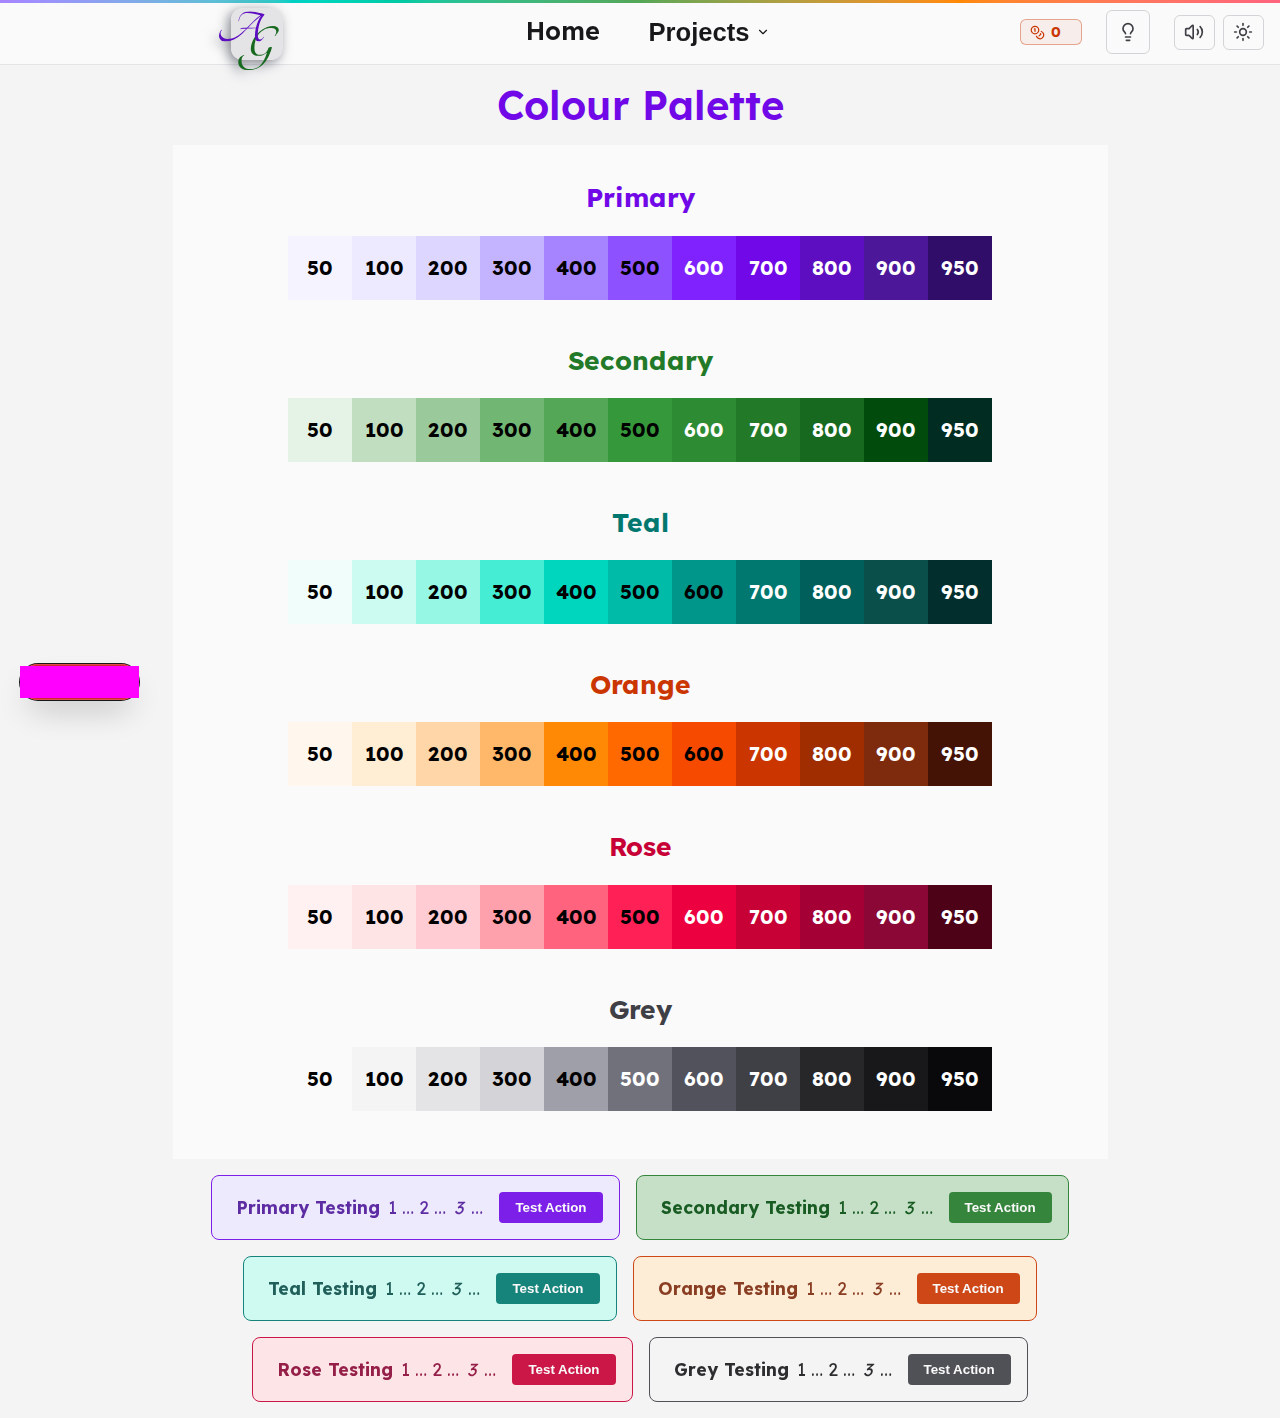 AG
Home Projects 0
Colour Palette
Primary
50 100 200 300 400 500 600 700 800 900 950
Secondary
50 100 200 300 400 500 600 700 800 900 950
Teal
50 100 200 300 400 500 600 700 800 900 950
Orange
50 100 200 300 400 500 600 700 800 900 950
Rose
50 100 200 300 400 500 600 700 800 900 950
Grey
50 100 200 300 400 500 600 700 800 900 950
Primary Testing 1 ... 2 ... 3 ... Test Action
Secondary Testing 1 ... 2 ... 3 ... Test Action
Teal Testing 1 ... 2 ... 3 ... Test Action
Orange Testing 1 ... 2 ... 3 ... Test Action
Rose Testing 1 ... 2 ... 3 ... Test Action
Grey Testing 1 ... 2 ... 3 ... Test Action